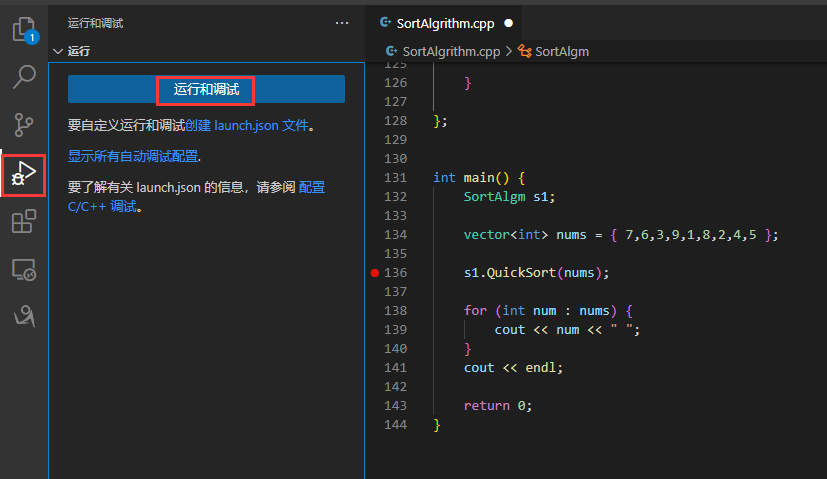 1
运行和调试
运行
运行和调试
要自定义运行和调试创建 launch.json 文件。
显示所有自动调试配置.
要了解有关 launch.json 的信息，请参阅 配置
C/C++ 调试。
SortAlgrithm.cpp
SortAlgrithm.cpp > SortAlgm
125
126 }
127
128 };
129
130
131 int main() {
132 SortAlgm s1;
133
134 vector<int> nums = { 7,6,3,9,1,8,2,4,5 };
135
136 s1.QuickSort(nums);
137
138 for (int num : nums) {
139 cout << num << " ";
140 }
141 cout << endl;
142
143 return 0;
144 }